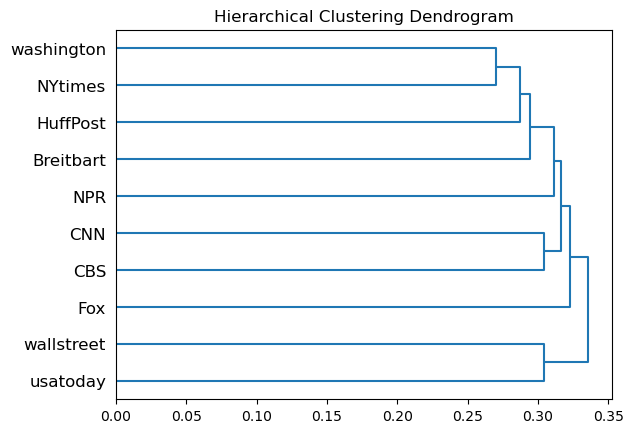 Hierarchical Clustering Dendrogram
washington
NYtimes
HuffPost
Breitbart
NPR
CNN
CBS
Fox
wallstreet
usatoday
0.00 0.05 0.10 0.15 0.20 0.25 0.30 0.35